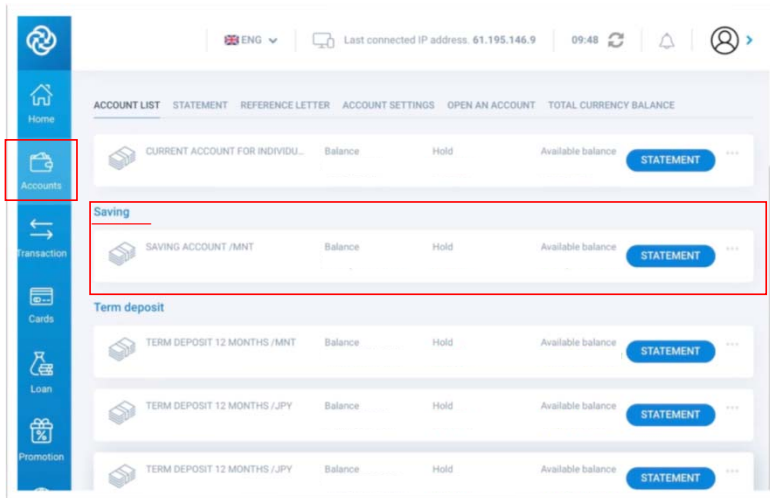 ENG
Last connected IP address. 61.195.146.9
09:48
Home
Accounts
Transaction
Cards
Loan
Promotion
ACCOUNT LIST STATEMENT REFERENCE LETTER ACCOUNT SETTINGS OPEN AN ACCOUNT TOTAL CURRENCY BALANCE
CURRENT ACCOUNT FOR INDIVIDU... Balance Hold Available balance STATEMENT
Saving
SAVING ACCOUNT /MNT Balance Hold Available balance STATEMENT
Term deposit
TERM DEPOSIT 12 MONTHS /MNT Balance Hold Available balance STATEMENT
TERM DEPOSIT 12 MONTHS /JPY Balance Hold Available balance STATEMENT
TERM DEPOSIT 12 MONTHS /JPY Balance Hold Available balance STATEMENT